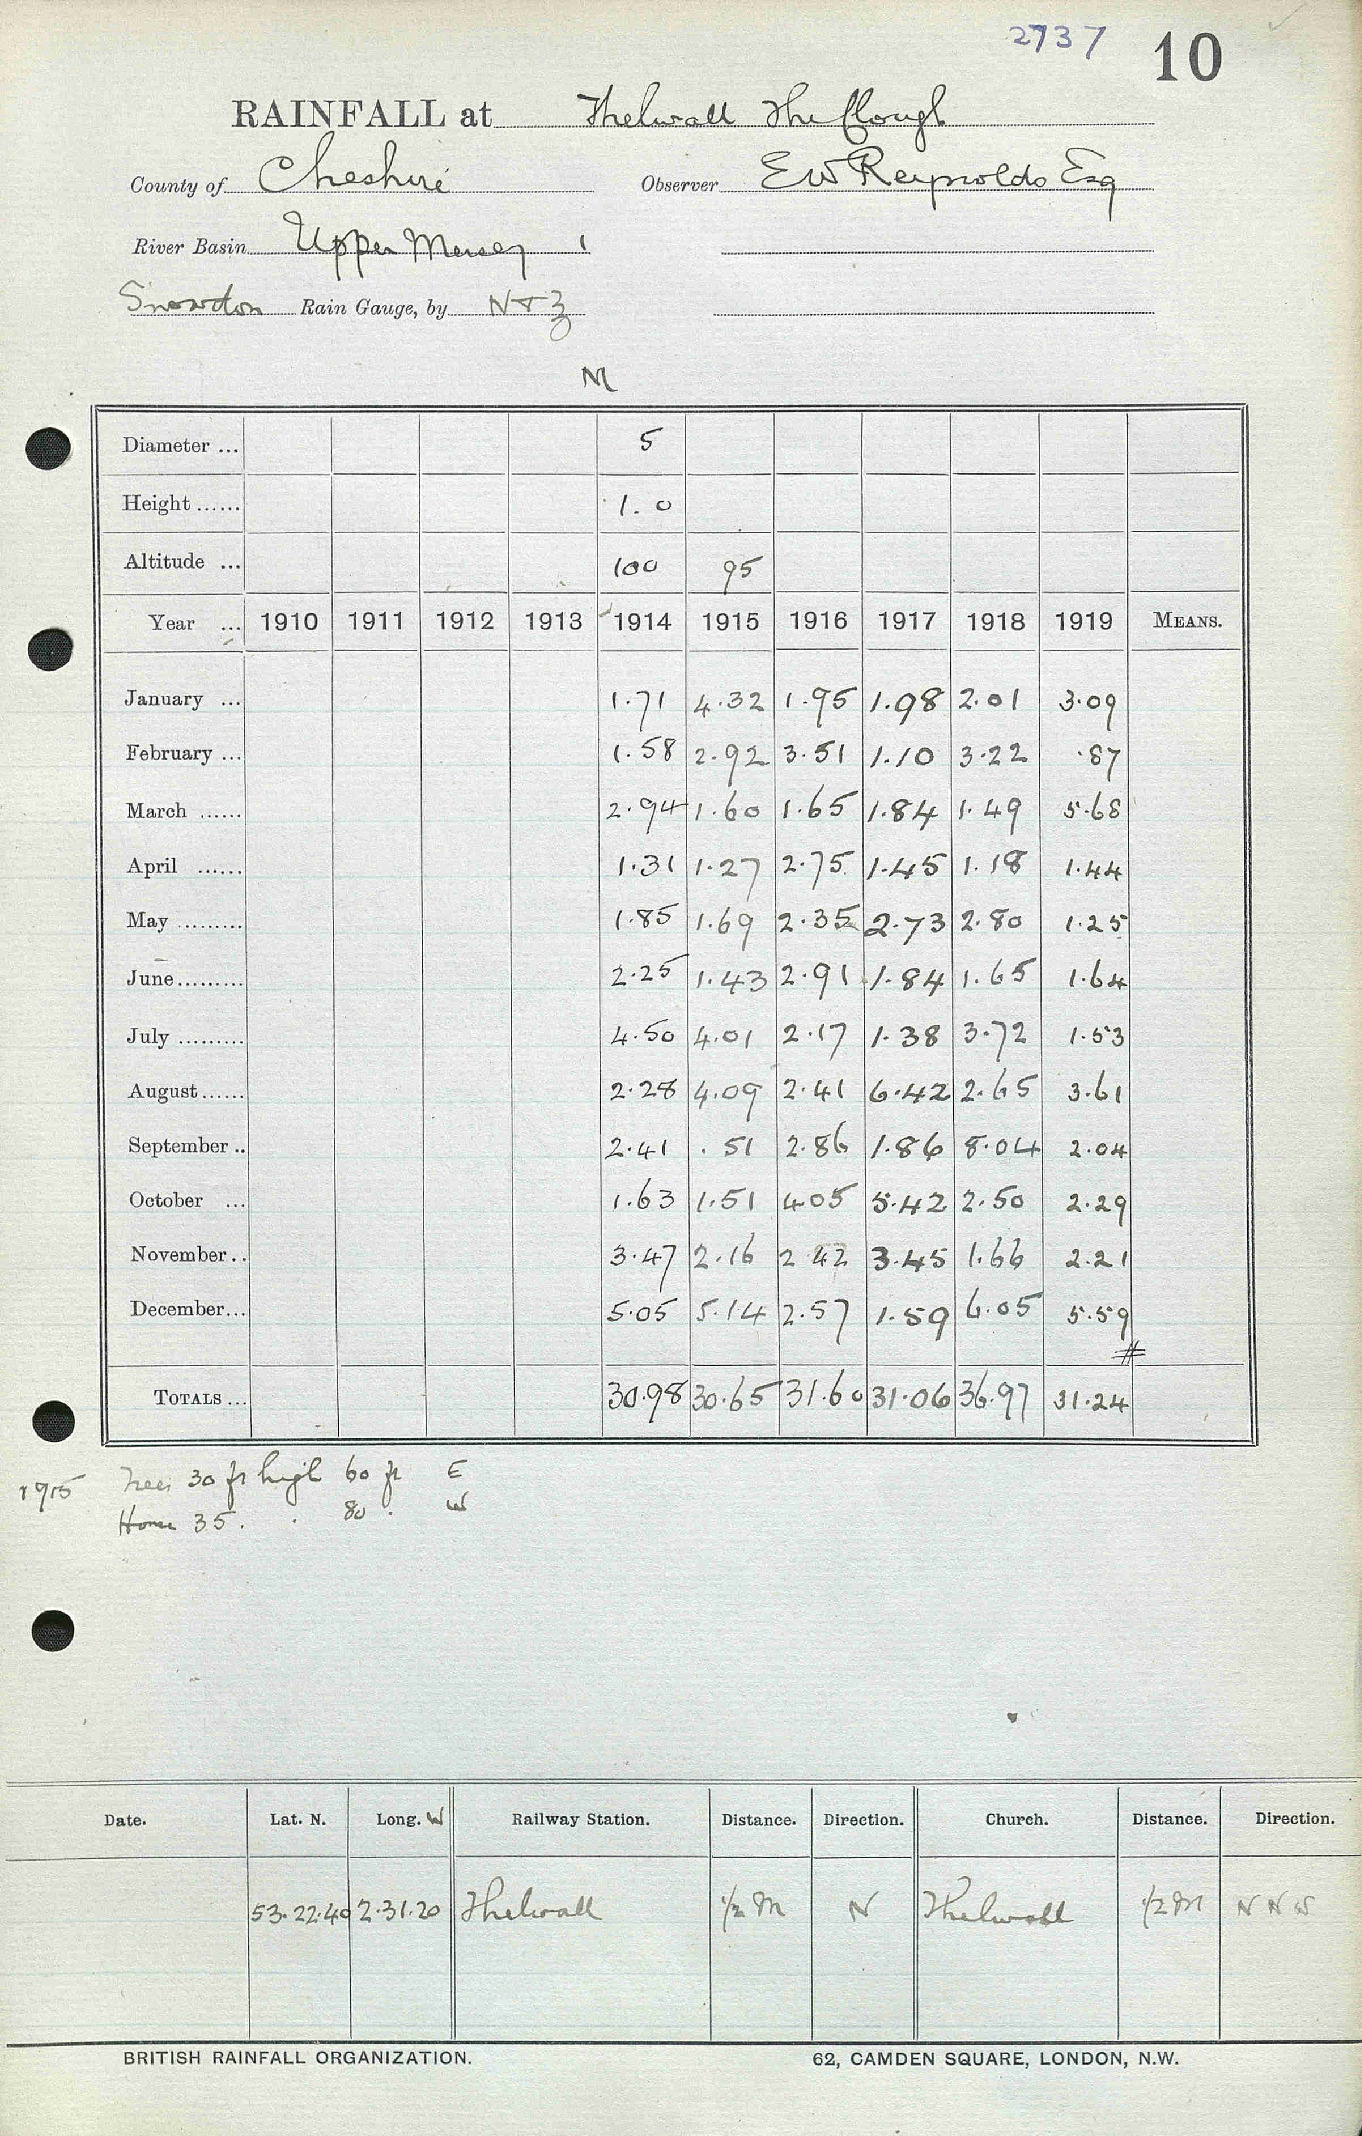 2737 10
RAINFALL at Thelwall The Clough
County of Cheshire Observer E W Reynolds Esq
River Basin Upper Mersey 1
Snowdon Rain Gauge, by N & Z
M
Diameter ... 5
Height ...... 1.0
Altitude ... 100 95
Year ... 1910 1911 1912 1913 1914 1915 1916 1917 1918 1919 MEANS.
January ... 1.71 4.32 1.95 1.98 2.01 3.09
February ... 1.58 2.92 3.51 1.10 3.22 .87
March ...... 2.94 1.60 1.65 1.84 1.49 5.68
April ...... 1.31 1.27 2.75 1.45 1.18 1.44
May ......... 1.85 1.69 2.35 2.73 2.80 1.25
June ......... 2.25 1.43 2.91 1.84 1.65 1.64
July ......... 4.50 4.01 2.17 1.38 3.72 1.53
August ...... 2.28 4.09 2.41 6.42 2.65 3.61
September .. 2.41 .51 2.86 1.86 8.04 2.04
October ... 1.63 1.51 4 05 5.42 2.50 2.29
November .. 3.47 2.16 2 42 3.45 1.66 2.21
December ... 5.05 5.14 2.57 1.59 6.05 5.59
#
TOTALS ... 30.98 30.65 31.60 31.06 36.97 31.24
1915 Trees 30 ft high 60 ft E
House 35 . . 80 . W
Date. Lat. N. Long. W Railway Station. Distance. Direction. Church. Distance. Direction.
53.22.40 2.31.20 Thelwall 1/2 M N Thelwall 1/2 M N N W
BRITISH RAINFALL ORGANIZATION. 62, CAMDEN SQUARE, LONDON, N.W.